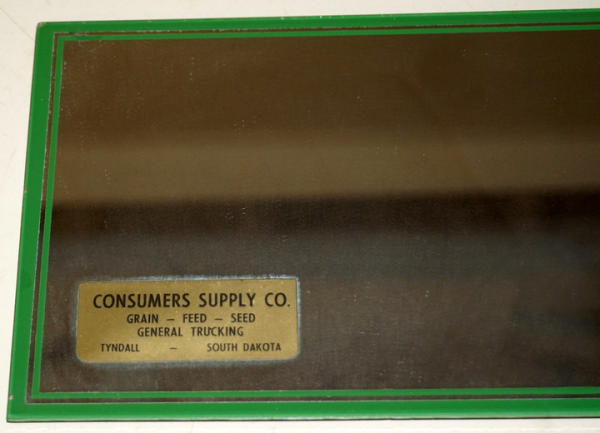 CONSUMERS SUPPLY CO.
GRAIN – FEED – SEED
GENERAL TRUCKING
TYNDALL – SOUTH DAKOTA